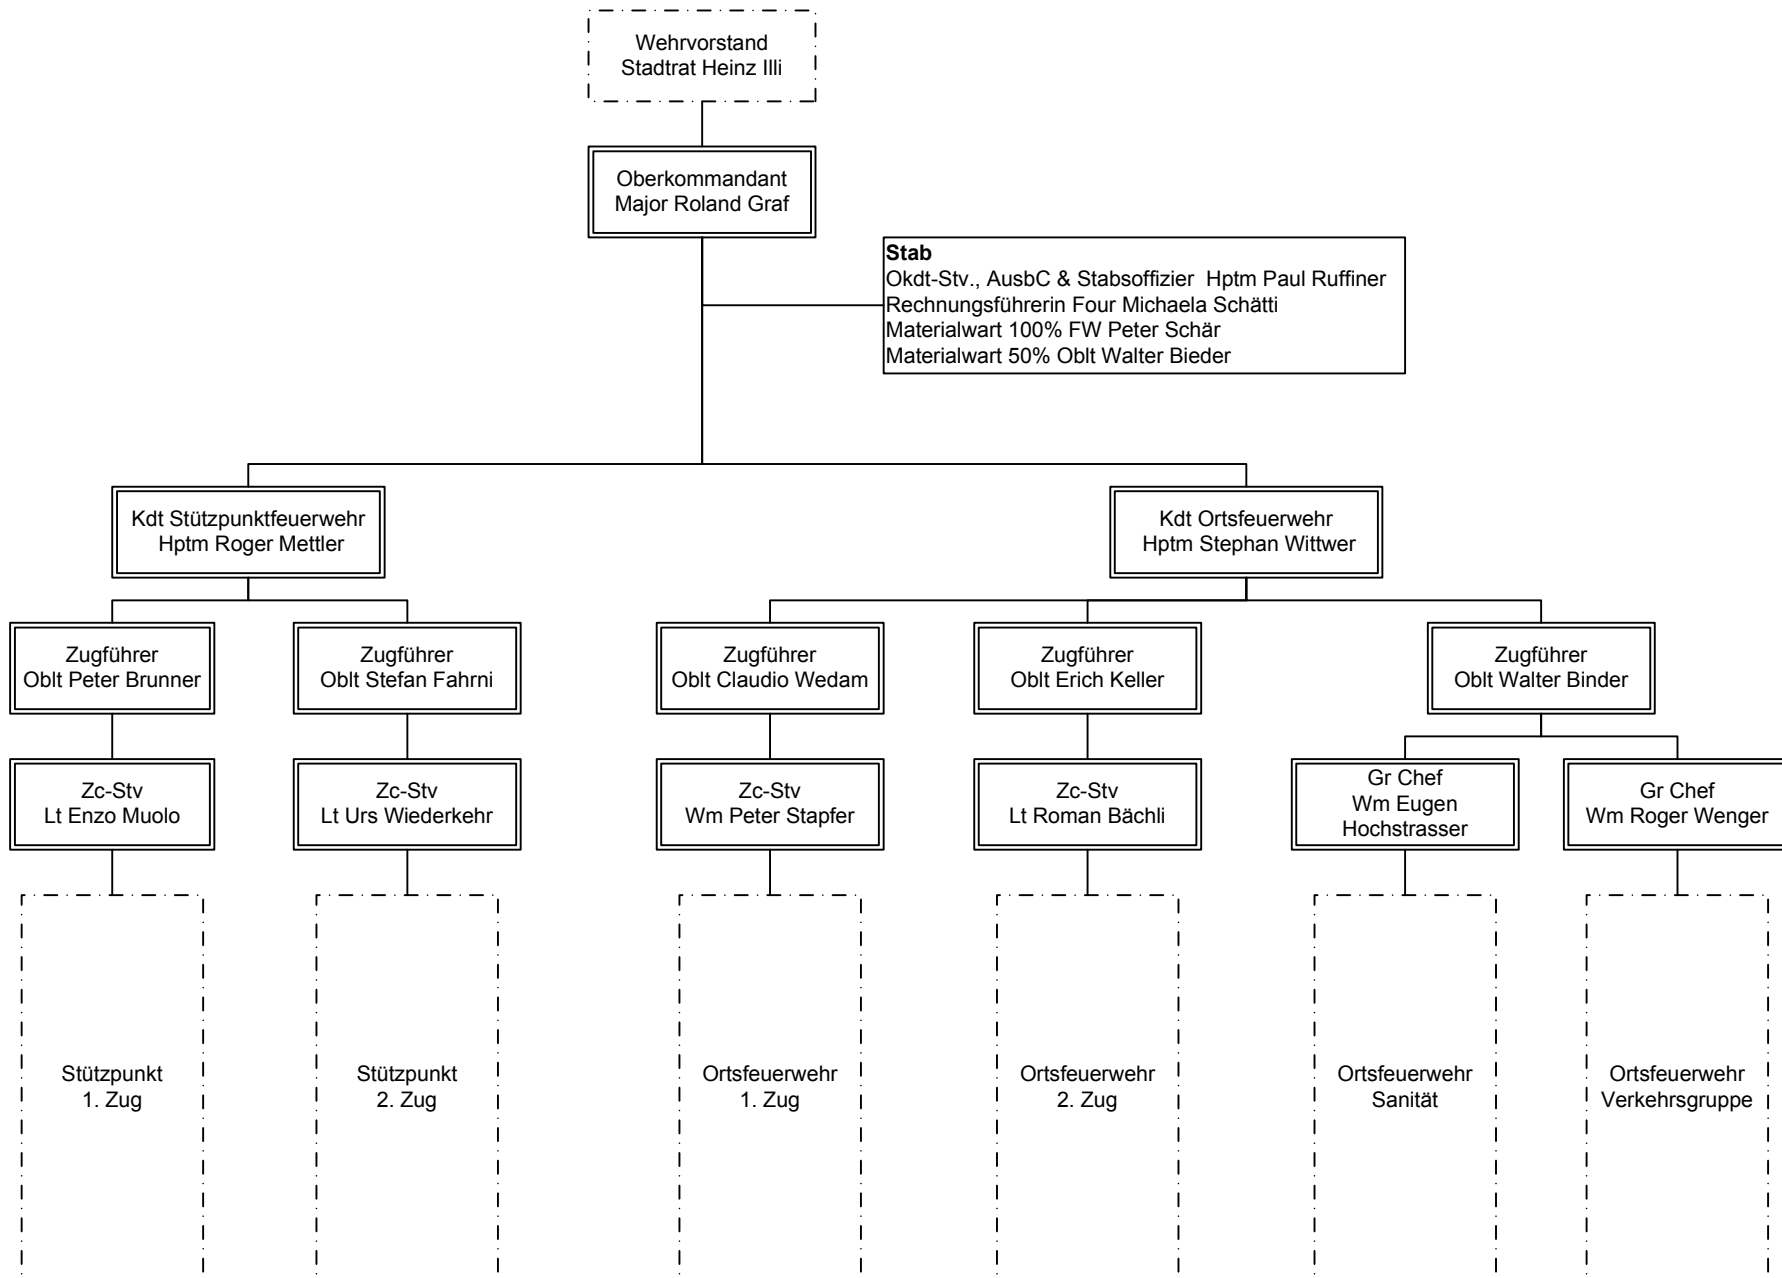 Wehrvorstand
Stadtrat Heinz Illi
Oberkommandant
Major Roland Graf
Stab
Okdt-Stv., AusbC & Stabsoffizier  Hptm Paul Ruffiner
Rechnungsführerin Four Michaela Schätti
Materialwart 100% FW Peter Schär
Materialwart 50% Oblt Walter Bieder
Kdt Stützpunktfeuerwehr
Hptm Roger Mettler
Kdt Ortsfeuerwehr
Hptm Stephan Wittwer
Zugführer
Oblt Peter Brunner
Zugführer
Oblt Stefan Fahrni
Zugführer
Oblt Claudio Wedam
Zugführer
Oblt Erich Keller
Zugführer
Oblt Walter Binder
Zc-Stv
Lt Enzo Muolo
Zc-Stv
Lt Urs Wiederkehr
Zc-Stv
Wm Peter Stapfer
Zc-Stv
Lt Roman Bächli
Gr Chef
Wm Eugen
Hochstrasser
Gr Chef
Wm Roger Wenger
Stützpunkt
1. Zug
Stützpunkt
2. Zug
Ortsfeuerwehr
1. Zug
Ortsfeuerwehr
2. Zug
Ortsfeuerwehr
Sanität
Ortsfeuerwehr
Verkehrsgruppe